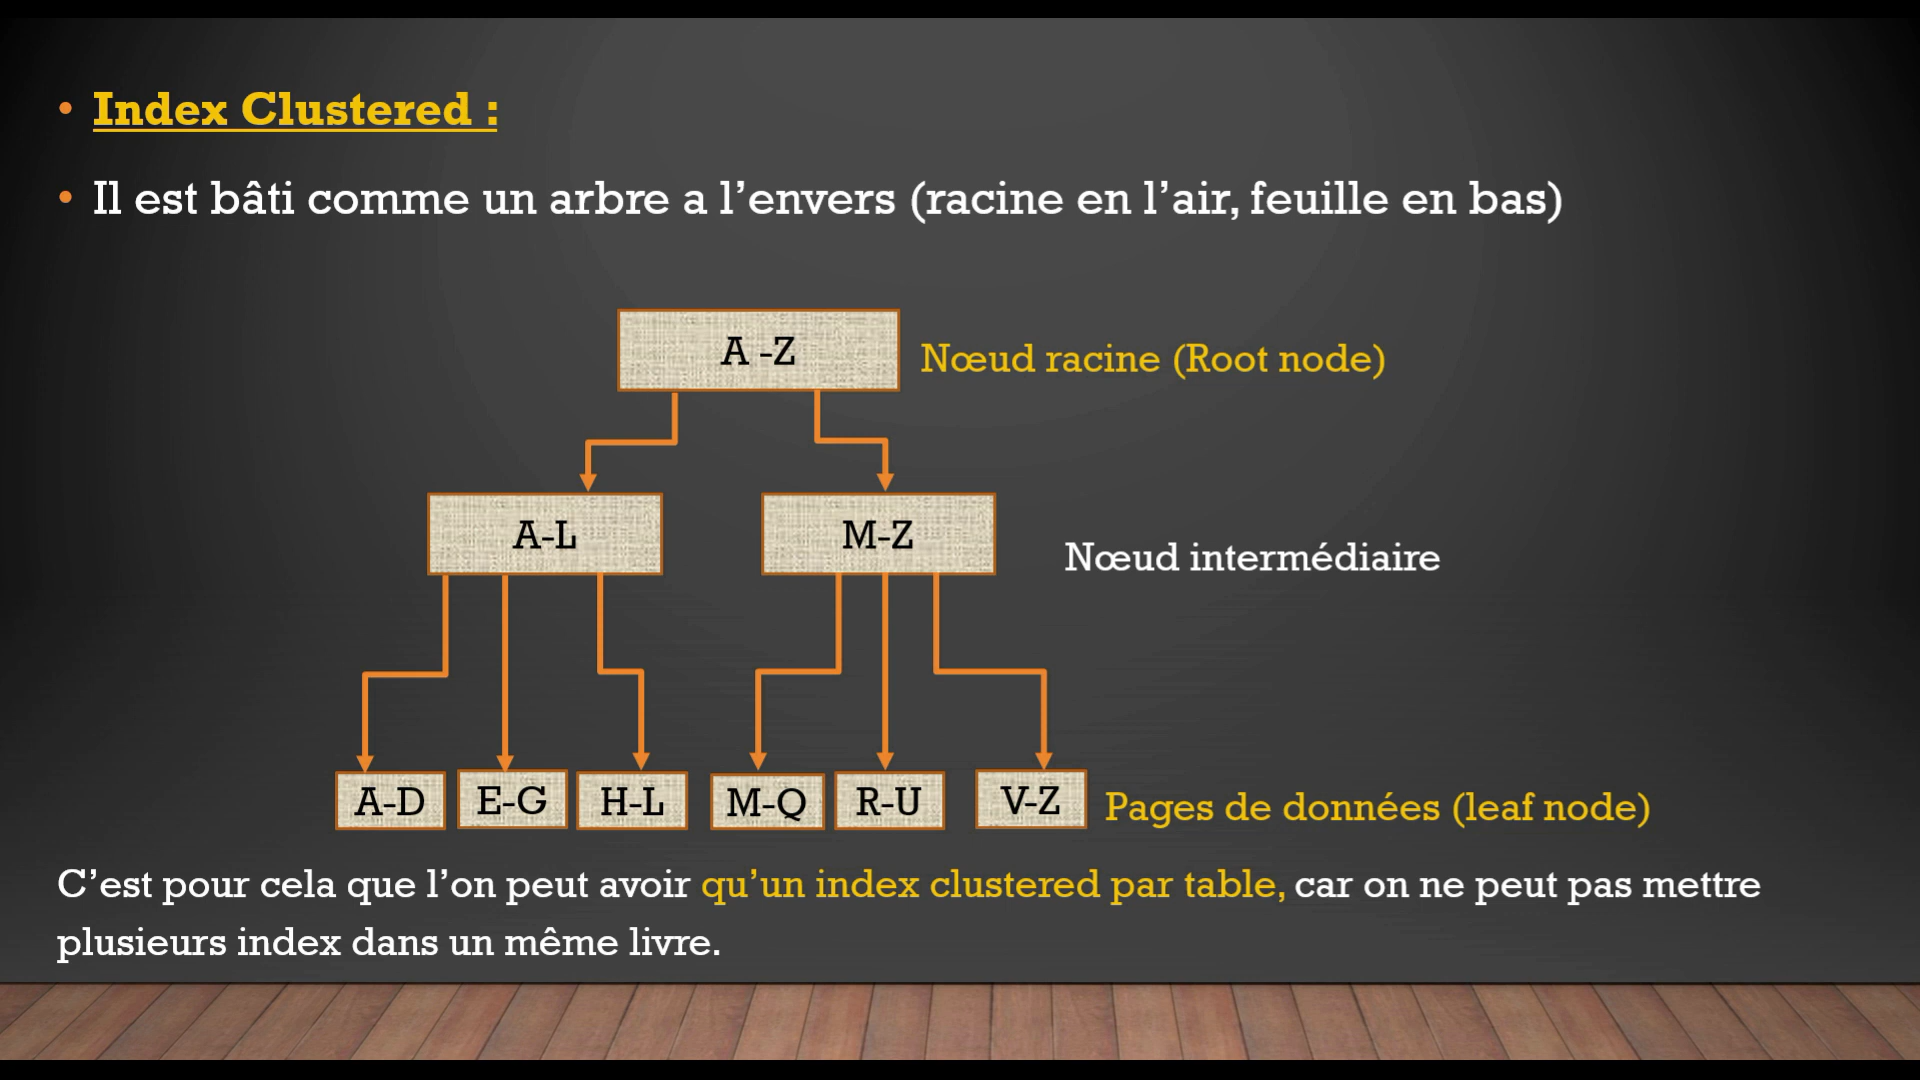 • Index Clustered :
• Il est bâti comme un arbre a l’envers (racine en l’air, feuille en bas)
A -Z
Nœud racine (Root node)
A-L
M-Z
Nœud intermédiaire
A-D
E-G
H-L
M-Q
R-U
V-Z
Pages de données (leaf node)
C’est pour cela que l’on peut avoir qu’un index clustered par table, car on ne peut pas mettre
plusieurs index dans un même livre.